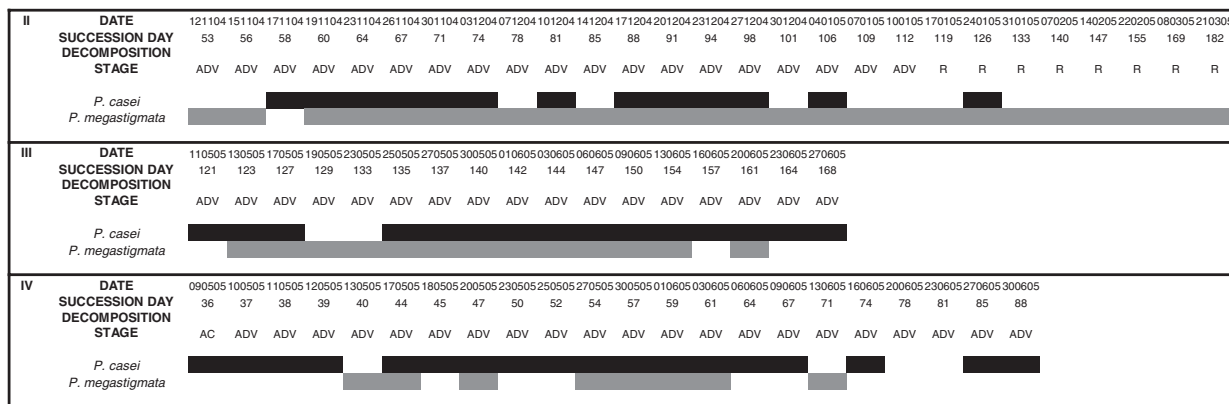 II DATE 121104 151104 171104 191104 231104 261104 301104 031204 071204 101204 141204 171204 201204 231204 271204 301204 040105 070105 100105 170105 240105 310105 070205 140205 220205 080305 210305
SUCCESSION DAY 53 56 58 60 64 67 71 74 78 81 85 88 91 94 98 101 106 109 112 119 126 133 140 147 155 169 182
DECOMPOSITION
STAGE ADV ADV ADV ADV ADV ADV ADV ADV ADV ADV ADV ADV ADV ADV ADV ADV ADV ADV ADV R R R R R R R R
P. casei
P. megastigmata
III DATE 110505 130505 170505 190505 230505 250505 270505 300505 010605 030605 060605 090605 130605 160605 200605 230605 270605
SUCCESSION DAY 121 123 127 129 133 135 137 140 142 144 147 150 154 157 161 164 168
DECOMPOSITION
STAGE ADV ADV ADV ADV ADV ADV ADV ADV ADV ADV ADV ADV ADV ADV ADV ADV ADV
P. casei
P. megastigmata
IV DATE 090505 100505 110505 120505 130505 170505 180505 200505 230505 250505 270505 300505 010605 030605 060605 090605 130605 160605 200605 230605 270605 300605
SUCCESSION DAY 36 37 38 39 40 44 45 47 50 52 54 57 59 61 64 67 71 74 78 81 85 88
DECOMPOSITION
STAGE AC ADV ADV ADV ADV ADV ADV ADV ADV ADV ADV ADV ADV ADV ADV ADV ADV ADV ADV ADV ADV ADV
P. casei
P. megastigmata